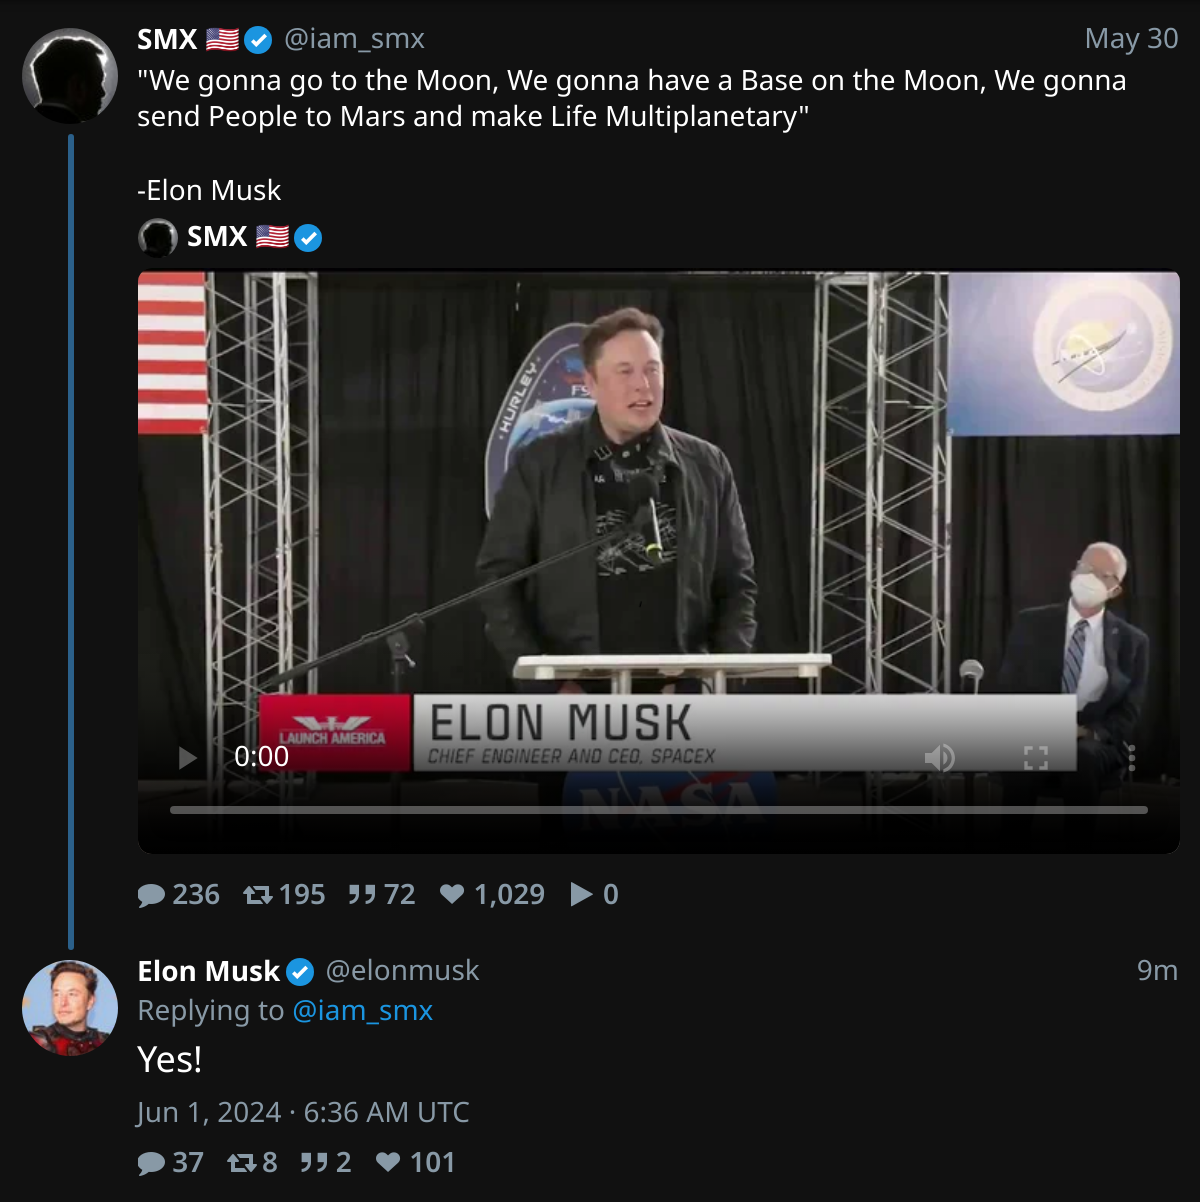 SMX 🇺🇸 @iam_smx May 30
"We gonna go to the Moon, We gonna have a Base on the Moon, We gonna
send People to Mars and make Life Multiplanetary"
-Elon Musk
SMX 🇺🇸
HURLEY
ELON MUSK
LAUNCH AMERICA
CHIEF ENGINEER AND CEO, SPACEX
0:00
NASA
236 195 72 1,029 0
Elon Musk @elonmusk 9m
Replying to @iam_smx
Yes!
Jun 1, 2024 · 6:36 AM UTC
37 8 2 101